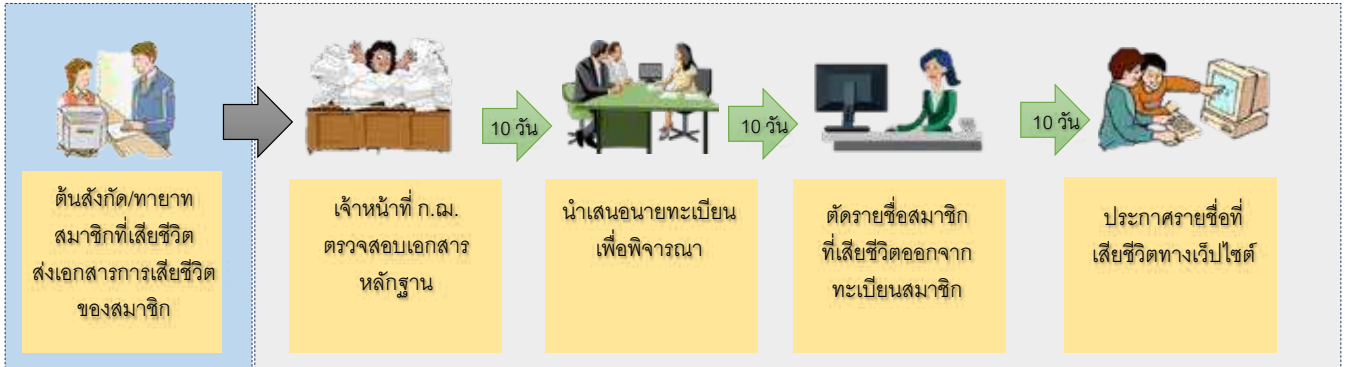 ต้นสังกัด/ทายาท
สมาชิกที่เสียชีวิต
ส่งเอกสารการเสียชีวิต
ของสมาชิก
เจ้าหน้าที่ ก.ฌ.
ตรวจสอบเอกสาร
หลักฐาน
10 วัน
นำเสนอนายทะเบียน
เพื่อพิจารณา
10 วัน
ตัดรายชื่อสมาชิก
ที่เสียชีวิตออกจาก
ทะเบียนสมาชิก
10 วัน
ประกาศรายชื่อที่
เสียชีวิตทางเว็ปไซต์